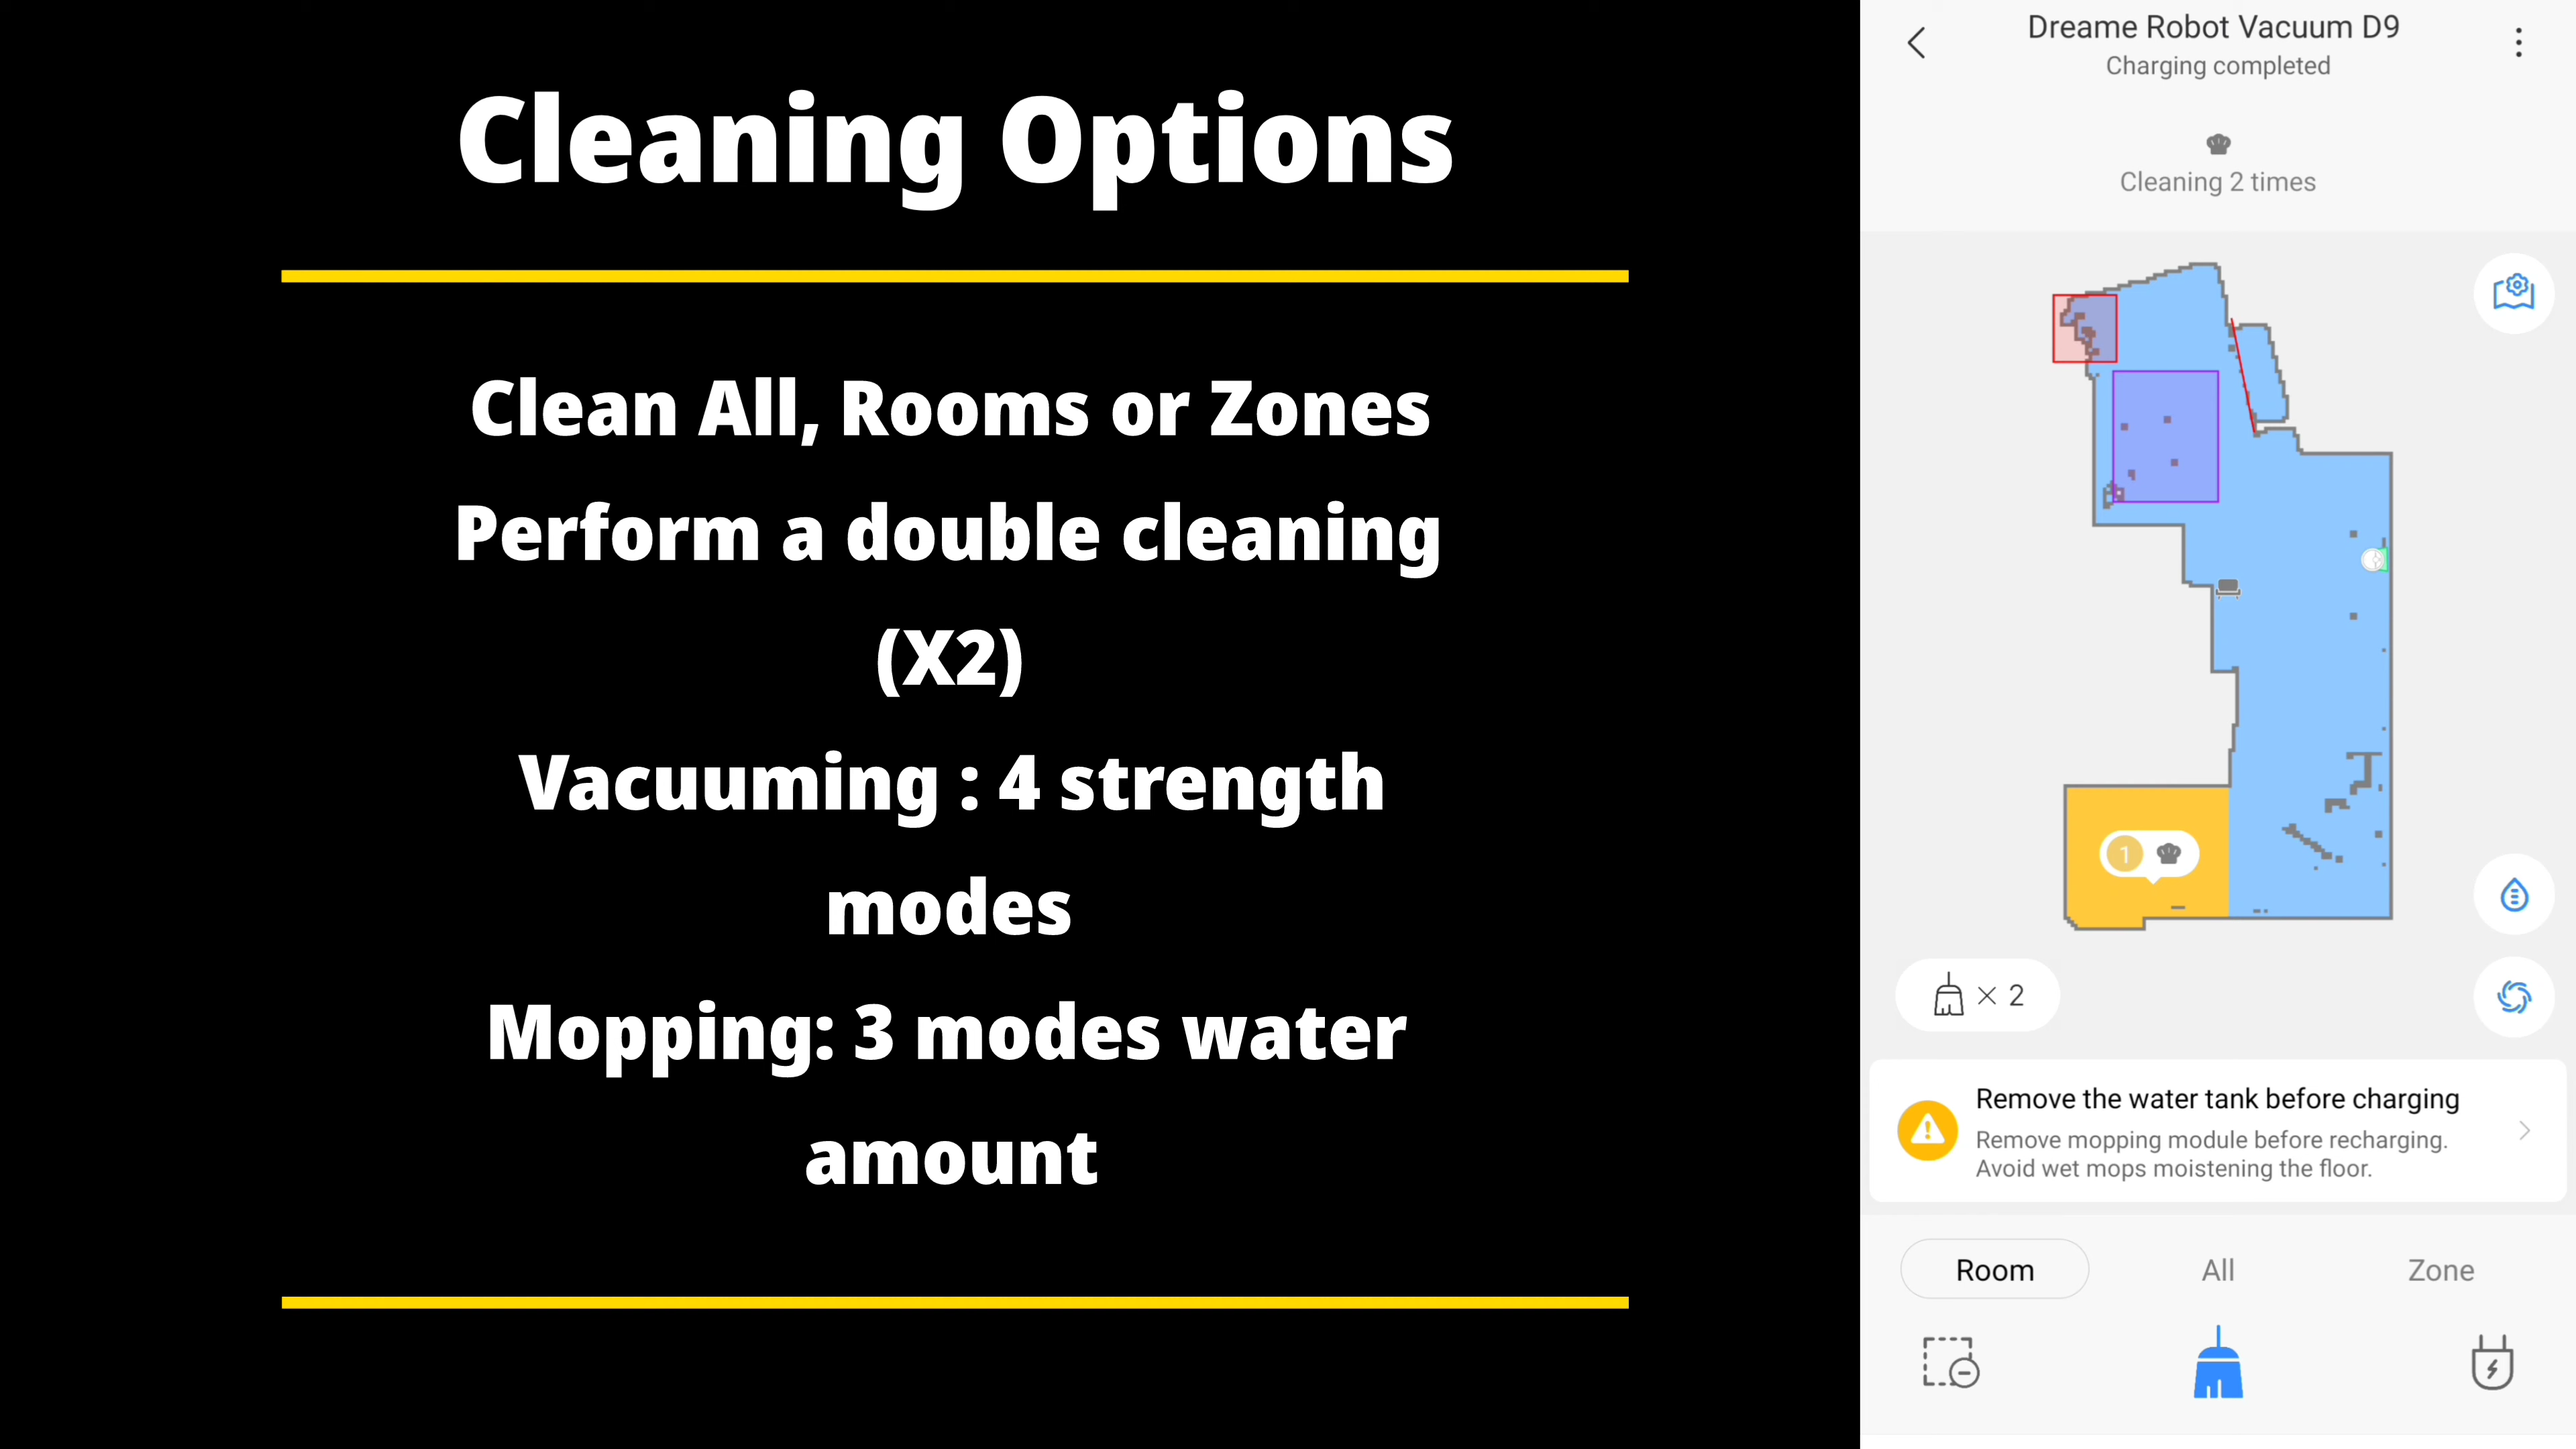 Cleaning Options
Clean All, Rooms or Zones
Perform a double cleaning
(X2)
Vacuuming : 4 strength
modes
Mopping: 3 modes water
amount
Dreame Robot Vacuum D9
Charging completed
Cleaning 2 times
1
× 2
Remove the water tank before charging
Remove mopping module before recharging.
Avoid wet mops moistening the floor.
Room
All
Zone